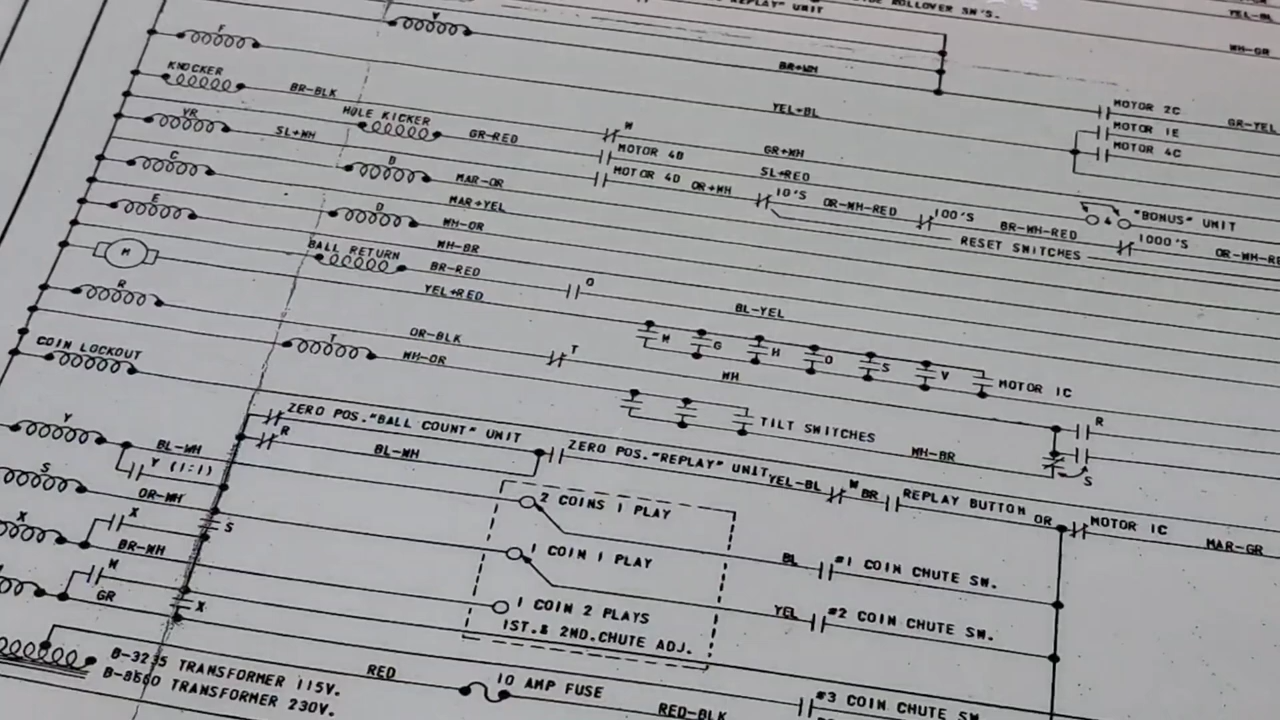 REPLAY" UNIT
ROLLOVER SW'S.
YEL-BL
WH-GR
V
F
BR+WH
YEL+BL
MOTOR 2C
GR-YEL
MOTOR 1E
MOTOR 4C
KNOCKER
BR-BLK
HOLE KICKER
GR-RED
W
GR+WH
MOTOR 4B
SL+RED
VR
SL+WH
D
MAR-OR
MOTOR 4D
OR+WH
10'S
OR-WH-RED
100'S
BR-WH-RED
1000'S
OR-WH-RE
4
"BONUS" UNIT
RESET SWITCHES
C
MAR+YEL
O
WH-OR
E
WH-BR
BALL RETURN
BR-RED
O
BL-YEL
M
YEL+RED
R
OR-BLK
T
WH-OR
T
WH
M
G
H
O
S
V
MOTOR 1C
COIN LOCKOUT
TILT SWITCHES
WH-BR
R
S
ZERO POS."BALL COUNT" UNIT
R
BL-WH
ZERO POS."REPLAY" UNIT
YEL-BL
W
BR
REPLAY BUTTON
OR
MOTOR 1C
MAR-GR
Y
BL-WH
Y (1:1)
S
OR-WH
S
X
X
BR-WH
W
GR
X
2 COINS 1 PLAY
1 COIN 1 PLAY
1 COIN 2 PLAYS
1ST.& 2ND.CHUTE ADJ.
BL
#1 COIN CHUTE SW.
YEL
#2 COIN CHUTE SW.
#3 COIN CHUTE SW
B-3235 TRANSFORMER 115V.
B-8660 TRANSFORMER 230V.
RED
10 AMP FUSE
RED-BLK